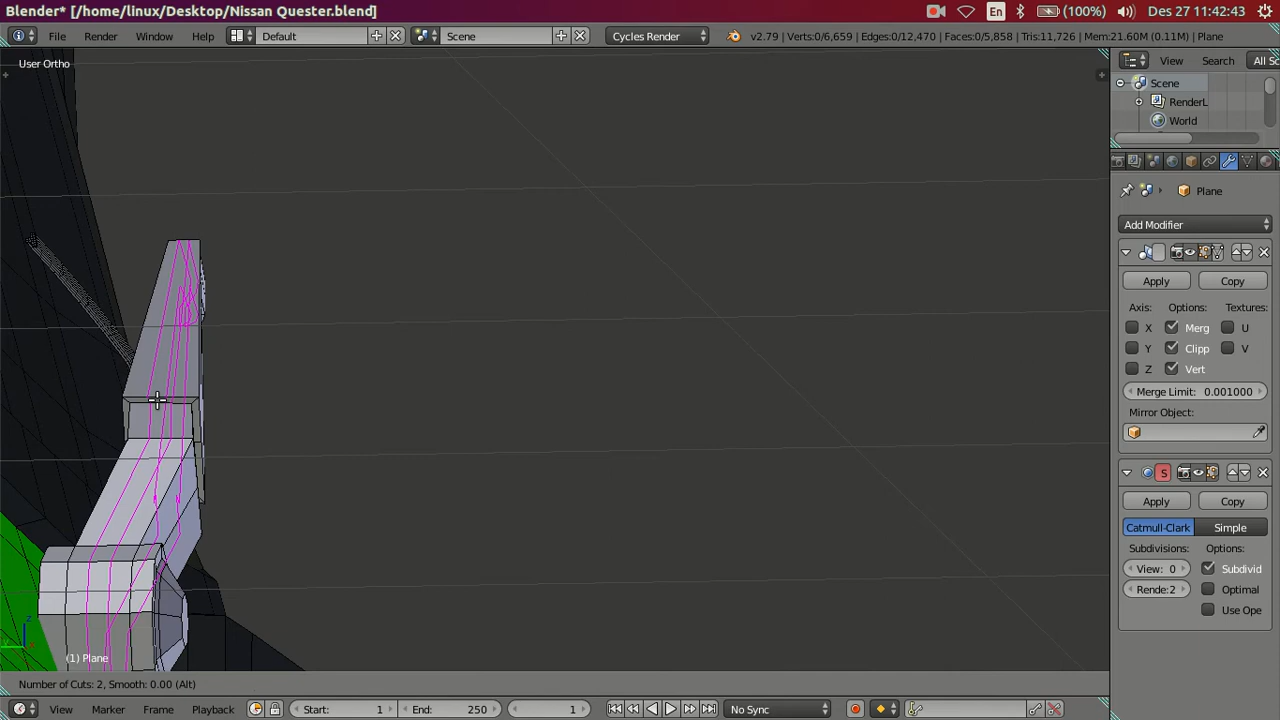 Blender* [/home/linux/Desktop/Nissan Quester.blend]
En (100%) Des 27 11:42:43
File Render Window Help Default Scene Cycles Render v2.79 | Verts:0/6,659 | Edges:0/12,470 | Faces:0/5,858 | Tris:11,726 | Mem:21.60M (0.11M) | Plane
User Ortho
View Search All Sc
Scene
RenderL
World
Plane
Add Modifier
Apply Copy
Axis: Options: Textures:
X Merg U
Y Clipp V
Z Vert
Merge Limit: 0.001000
Mirror Object:
S
Apply Copy
Catmull-Clark Simple
Subdivisions: Options:
View: 0 Subdivid
Rende: 2 Optimal
Use Ope
z
y x
(1) Plane
Number of Cuts: 2, Smooth: 0.00 (Alt)
View Marker Frame Playback Start: 1 End: 250 1 No Sync